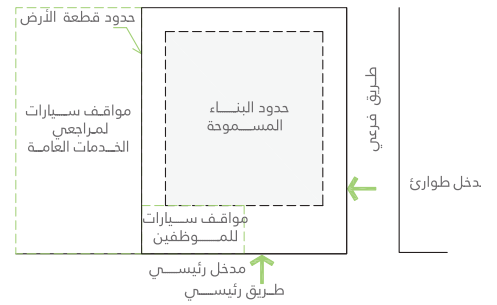 حدود قطعة الأرض
مواقف سيارات
لمراجعي
الخدمات العامة
حدود البناء
المسموحة
طريق فرعي
مدخل طوارئ
مواقف سيارات
للموظفين
مدخل رئيسي
طريق رئيسي